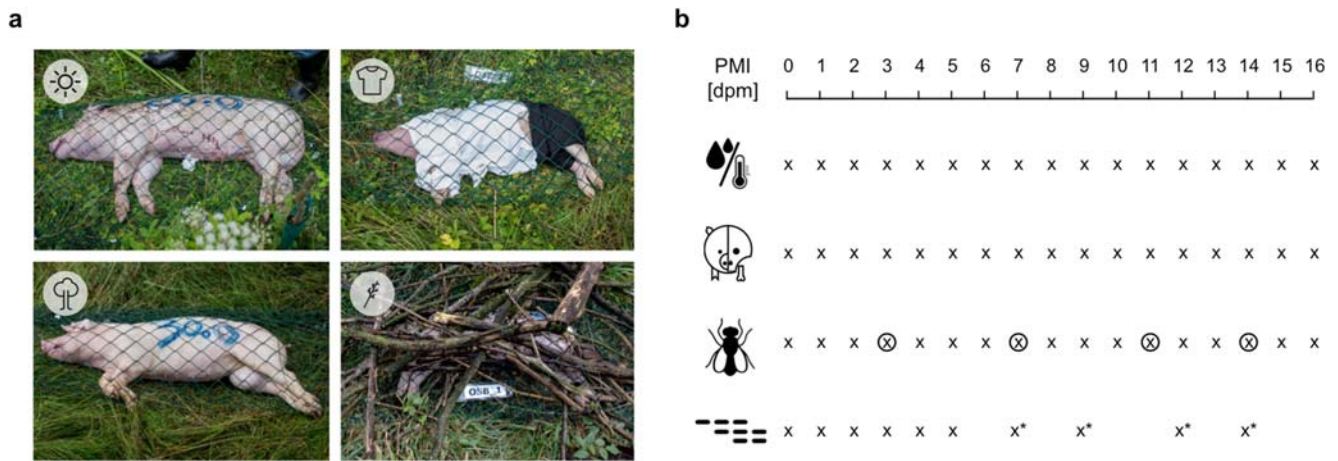 a
b
PMI 0 1 2 3 4 5 6 7 8 9 10 11 12 13 14 15 16
[dpm]
x x x x x x x x x x x x x x x x x
x x x x x x x x x x x x x x x x x
x x x x x x x x x x x x x x x x x
x x x x x x x* x* x* x*
OSB_1